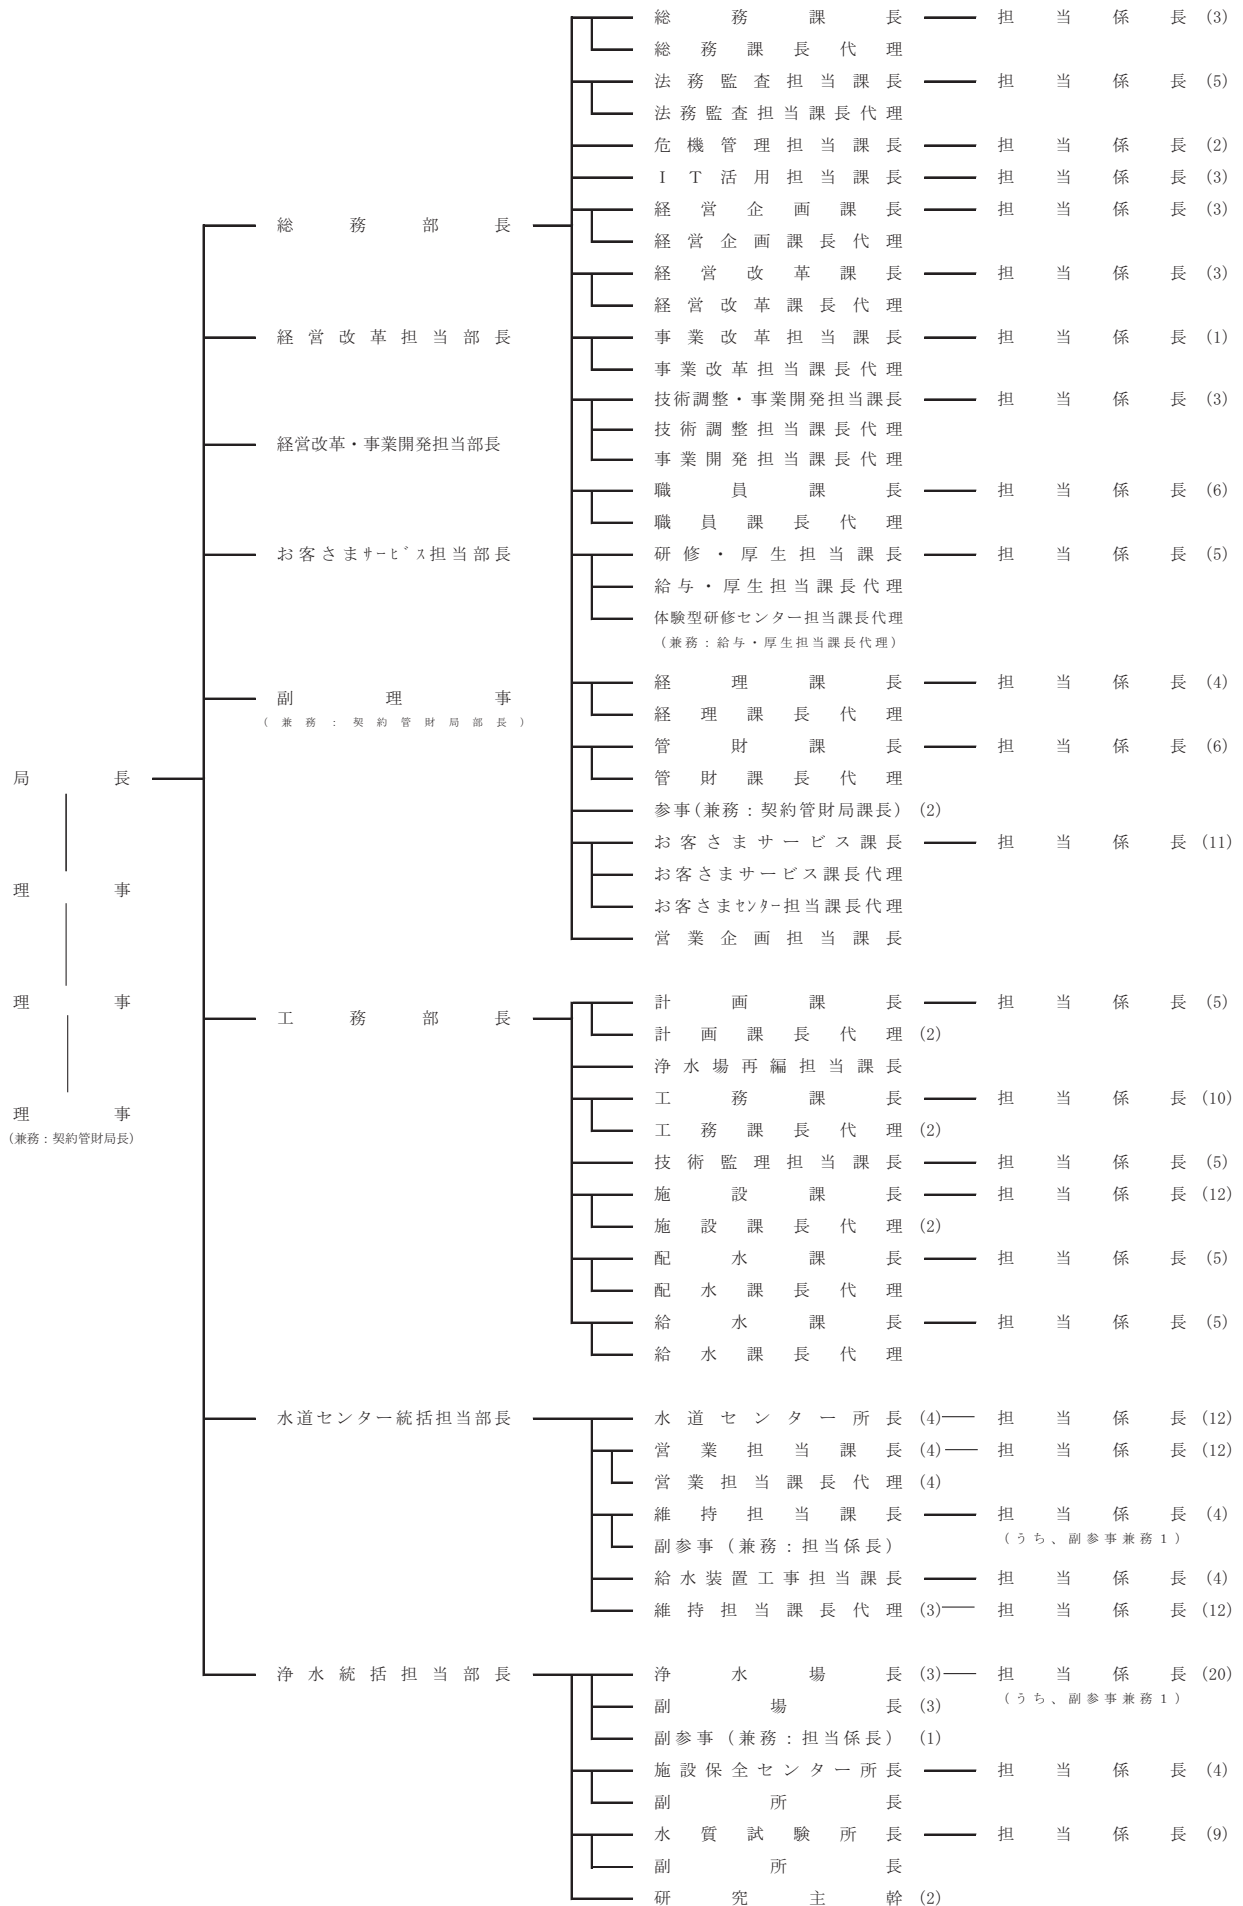 総務課長 担当係長 (3)
総務課長代理
法務監査担当課長 担当係長 (5)
法務監査担当課長代理
危機管理担当課長 担当係長 (2)
IT活用担当課長 担当係長 (3)
経営企画課長 担当係長 (3)
総務部長
経営企画課長代理
経営改革課長 担当係長 (3)
経営改革課長代理
経営改革担当部長 事業改革担当課長 担当係長 (1)
事業改革担当課長代理
技術調整・事業開発担当課長 担当係長 (3)
技術調整担当課長代理
経営改革・事業開発担当部長
事業開発担当課長代理
職員課長 担当係長 (6)
職員課長代理
お客さまサービス担当部長 研修・厚生担当課長 担当係長 (5)
給与・厚生担当課長代理
体験型研修センター担当課長代理
(兼務：給与・厚生担当課長代理)
経理課長 担当係長 (4)
副理事
経理課長代理
(兼務：契約管財局部長)
管財課長 担当係長 (6)
局長 管財課長代理
参事(兼務：契約管財局課長) (2)
お客さまサービス課長 担当係長 (11)
お客さまサービス課長代理
理事
お客さまセンター担当課長代理
営業企画担当課長
理事 計画課長 担当係長 (5)
工務部長
計画課長代理 (2)
浄水場再編担当課長
工務課長 担当係長 (10)
理事
工務課長代理 (2)
(兼務：契約管財局長)
技術監理担当課長 担当係長 (5)
施設課長 担当係長 (12)
施設課長代理 (2)
配水課長 担当係長 (5)
配水課長代理
給水課長 担当係長 (5)
給水課長代理
水道センター統括担当部長 水道センター所長 (4) 担当係長 (12)
営業担当課長 (4) 担当係長 (12)
営業担当課長代理 (4)
維持担当課長 担当係長 (4)
(うち、副参事兼務1)
副参事 (兼務：担当係長)
給水装置工事担当課長 担当係長 (4)
維持担当課長代理 (3) 担当係長 (12)
浄水統括担当部長 浄水場長 (3) 担当係長 (20)
(うち、副参事兼務1)
副場長 (3)
副参事 (兼務：担当係長) (1)
施設保全センター所長 担当係長 (4)
副所長
水質試験所長 担当係長 (9)
副所長
研究主幹 (2)